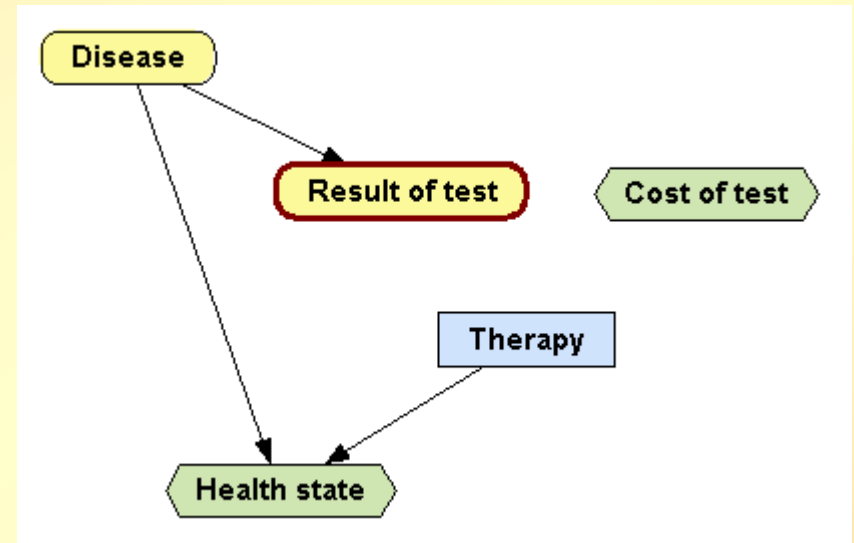 Disease
Result of test
Cost of test
Therapy
Health state